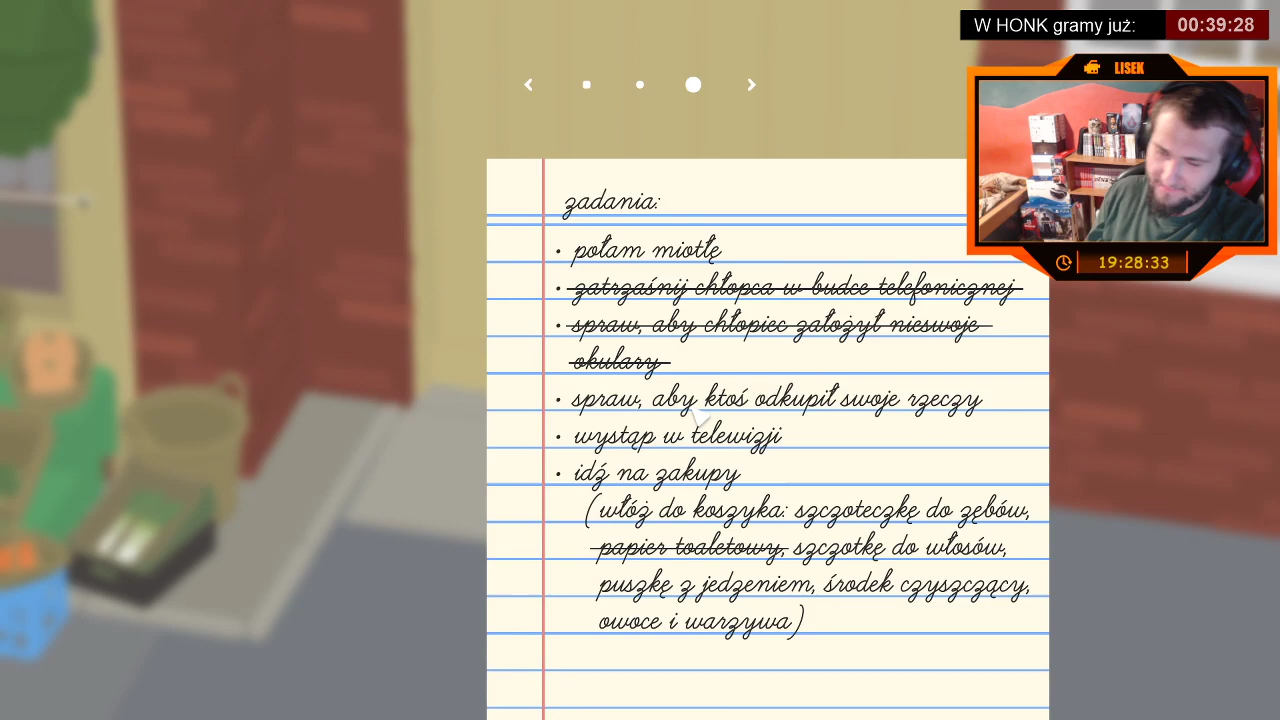 W HONK gramy już: 00:39:28
LISEK
zadania:
• połam miotłę
• zatrzaśnij chłopca w budce telefonicznej
• spraw, aby chłopiec założył nieswoje
okulary
• spraw, aby ktoś odkupił swoje rzeczy
• wystąp w telewizji
• idź na zakupy
(włóż do koszyka: szczoteczkę do zębów,
papier toaletowy, szczotkę do włosów,
puszkę z jedzeniem, środek czyszczący,
owoce i warzywa)
19:28:33